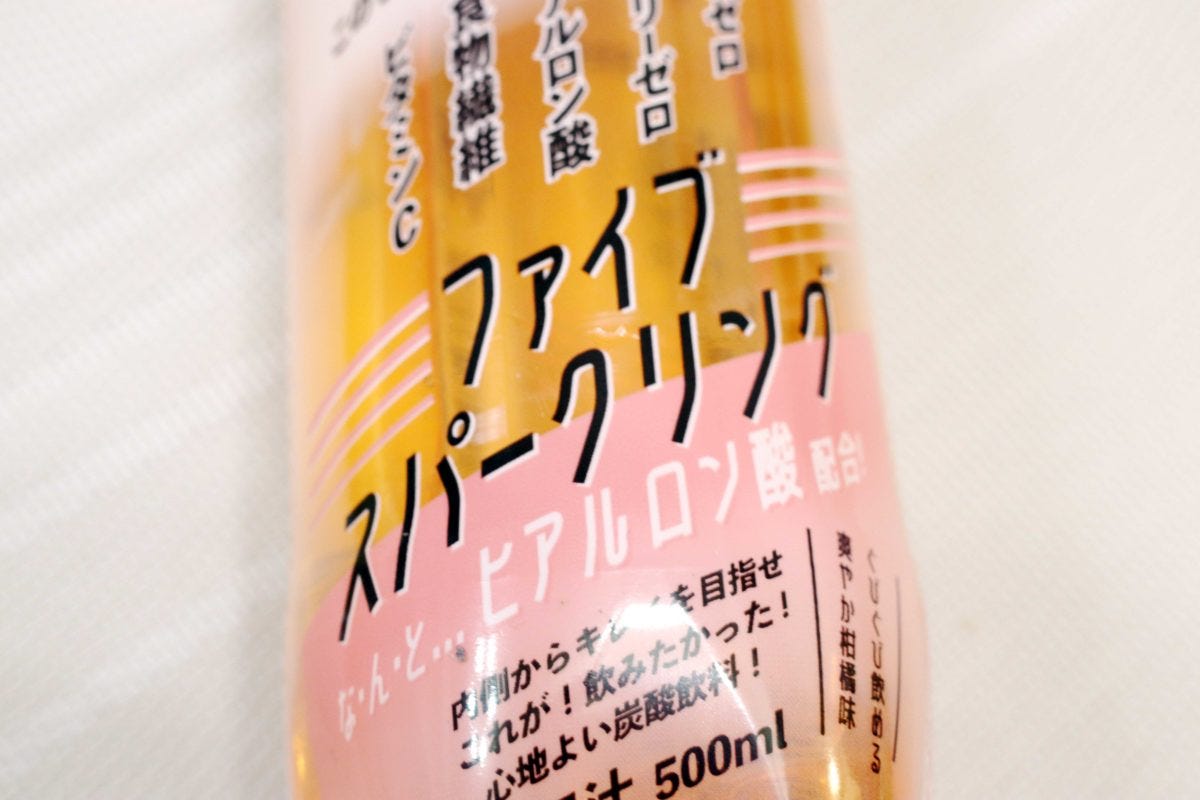 ゼロ
リーゼロ
アルロン酸
食物繊維
ビタミンC
ファイブ
スパークリング
な・ん・と…
ヒアルロン酸 配合!
内側からキレイを目指せ
これが!飲みたかった!
心地よい炭酸飲料!
汁 500ml
ぐびぐび飲める
爽やか柑橘味